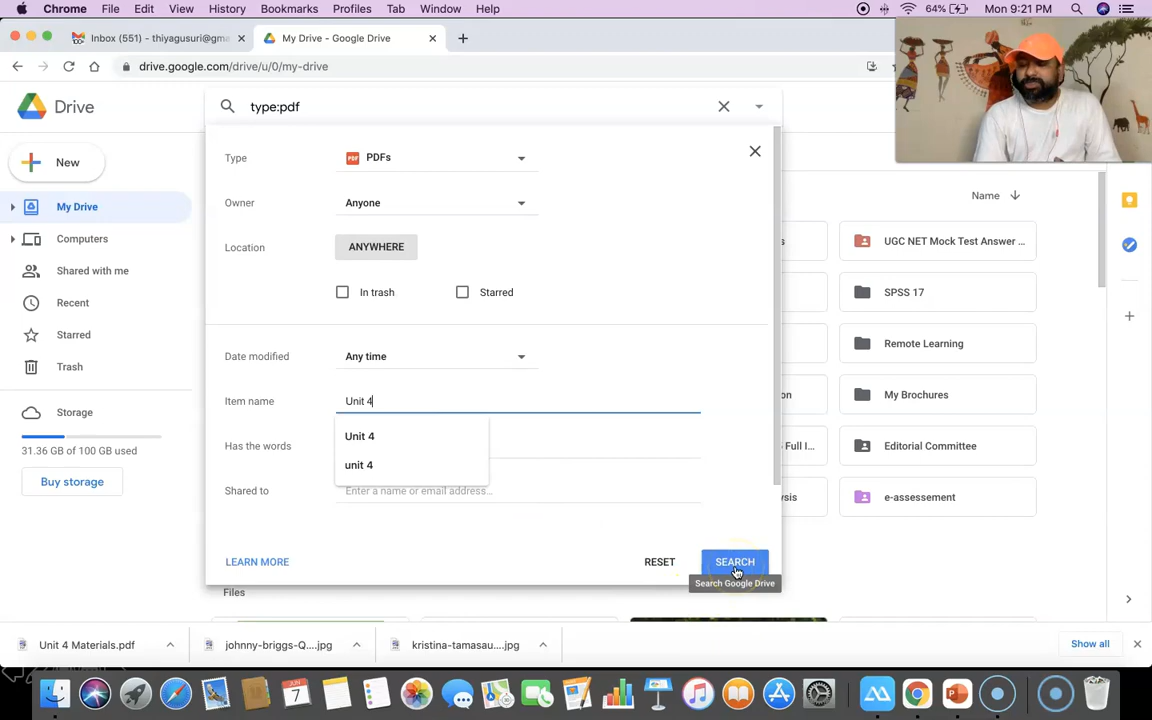 Chrome File Edit View History Bookmarks Profiles Tab Window Help 64% Mon 9:21 PM
Inbox (551) - thiyagusuri@gma
My Drive - Google Drive
drive.google.com/drive/u/0/my-drive
Drive
type:pdf
New
Type
PDFs
My Drive
Owner
Anyone
Name
Computers
Location
ANYWHERE
UGC NET Mock Test Answer ...
Shared with me
In trash
Starred
SPSS 17
Recent
Starred
Date modified
Any time
Remote Learning
Trash
Item name
Unit 4
My Brochures
Storage
Unit 4
Has the words
Full I...
Editorial Committee
31.36 GB of 100 GB used
unit 4
Buy storage
Shared to
Enter a name or email address...
e-assessement
LEARN MORE
RESET
SEARCH
Search Google Drive
Files
Unit 4 Materials.pdf
johnny-briggs-Q....jpg
kristina-tamasau....jpg
Show all
JUN
7